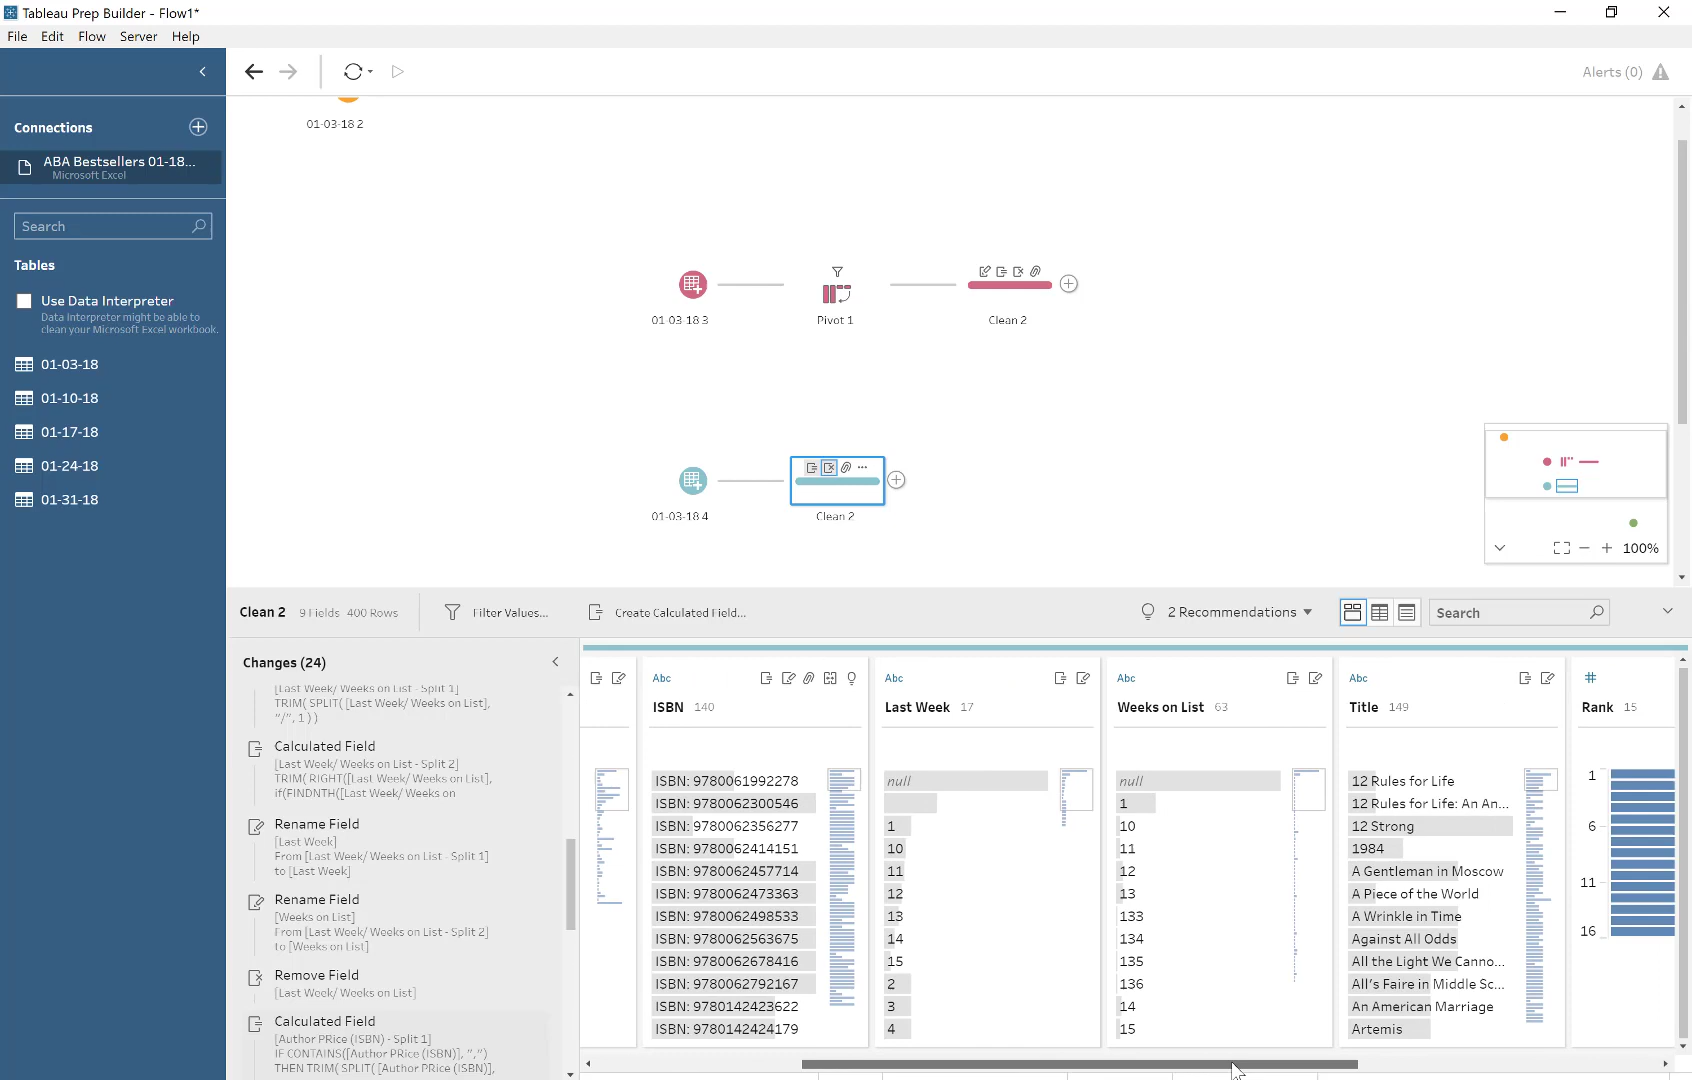 Tableau Prep Builder - Flow1*
File Edit Flow Server Help
Alerts (0)
Connections
ABA Bestsellers 01-18...
Microsoft Excel
Search
Tables
Use Data Interpreter
Data Interpreter might be able to
clean your Microsoft Excel workbook.
01-03-18
01-10-18
01-17-18
01-24-18
01-31-18
01-03-18 2
01-03-18 3
Pivot 1
Clean 2
01-03-18 4
Clean 2
100%
Clean 2 9 Fields 400 Rows
Filter Values...
Create Calculated Field...
2 Recommendations
Search
Changes (24)
[Last Week/ Weeks on List - Split 1]
TRIM( SPLIT( [Last Week/ Weeks on List],
"/", 1 ) )
Calculated Field
[Last Week/ Weeks on List - Split 2]
TRIM( RIGHT([Last Week/ Weeks on List],
if(FINDNTH([Last Week/ Weeks on
Rename Field
[Last Week]
From [Last Week/ Weeks on List - Split 1]
to [Last Week]
Rename Field
[Weeks on List]
From [Last Week/ Weeks on List - Split 2]
to [Weeks on List]
Remove Field
[Last Week/ Weeks on List]
Calculated Field
[Author PRice (ISBN) - Split 1]
IF CONTAINS([Author PRice (ISBN)], ",")
THEN TRIM( SPLIT( [Author PRice (ISBN)],
Abc
ISBN 140
ISBN: 9780061992278
ISBN: 9780062300546
ISBN: 9780062356277
ISBN: 9780062414151
ISBN: 9780062457714
ISBN: 9780062473363
ISBN: 9780062498533
ISBN: 9780062563675
ISBN: 9780062678416
ISBN: 9780062792167
ISBN: 9780142423622
ISBN: 9780142424179
Abc
Last Week 17
null
1
10
11
12
13
14
15
2
3
4
Abc
Weeks on List 63
null
1
10
11
12
13
133
134
135
136
14
15
Abc
Title 149
12 Rules for Life
12 Rules for Life: An An...
12 Strong
1984
A Gentleman in Moscow
A Piece of the World
A Wrinkle in Time
Against All Odds
All the Light We Canno...
All's Faire in Middle Sc...
An American Marriage
Artemis
#
Rank 15
1
6
11
16